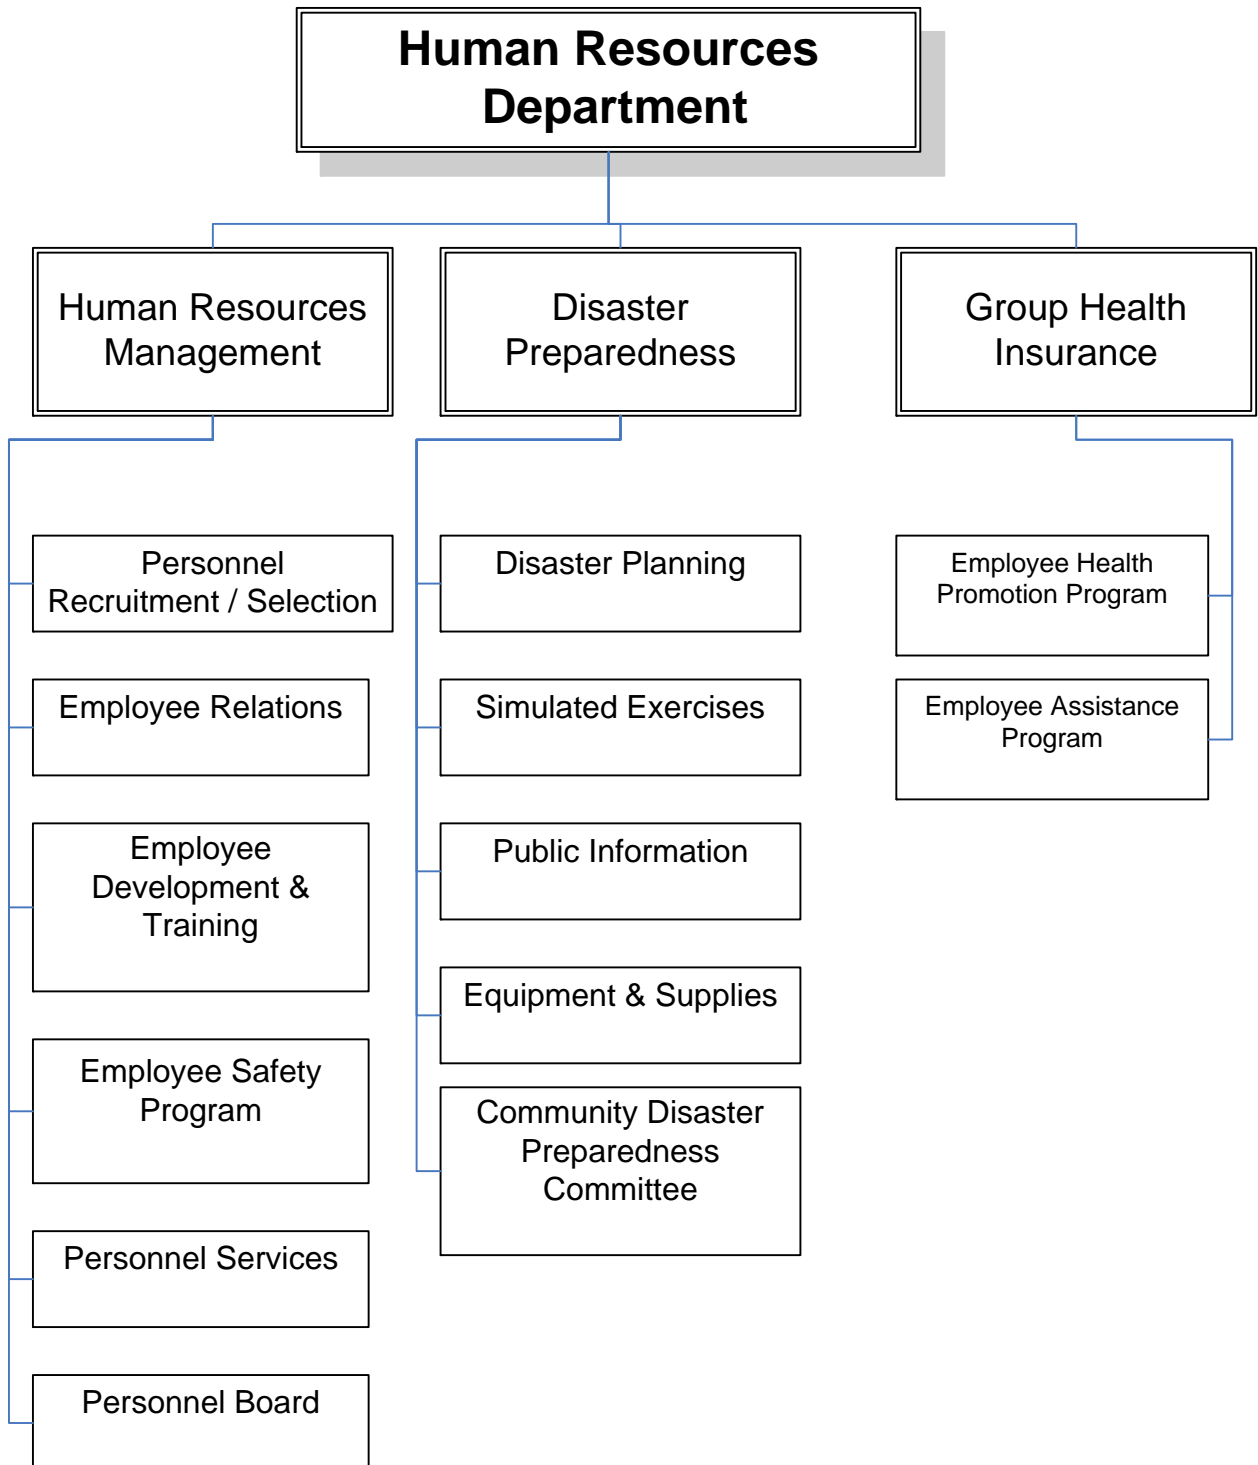 Human Resources
Department
Human Resources
Management
Disaster
Preparedness
Group Health
Insurance
Personnel
Recruitment / Selection
Employee Relations
Employee
Development &
Training
Employee Safety
Program
Personnel Services
Personnel Board
Disaster Planning
Simulated Exercises
Public Information
Equipment & Supplies
Community Disaster
Preparedness
Committee
Employee Health
Promotion Program
Employee Assistance
Program